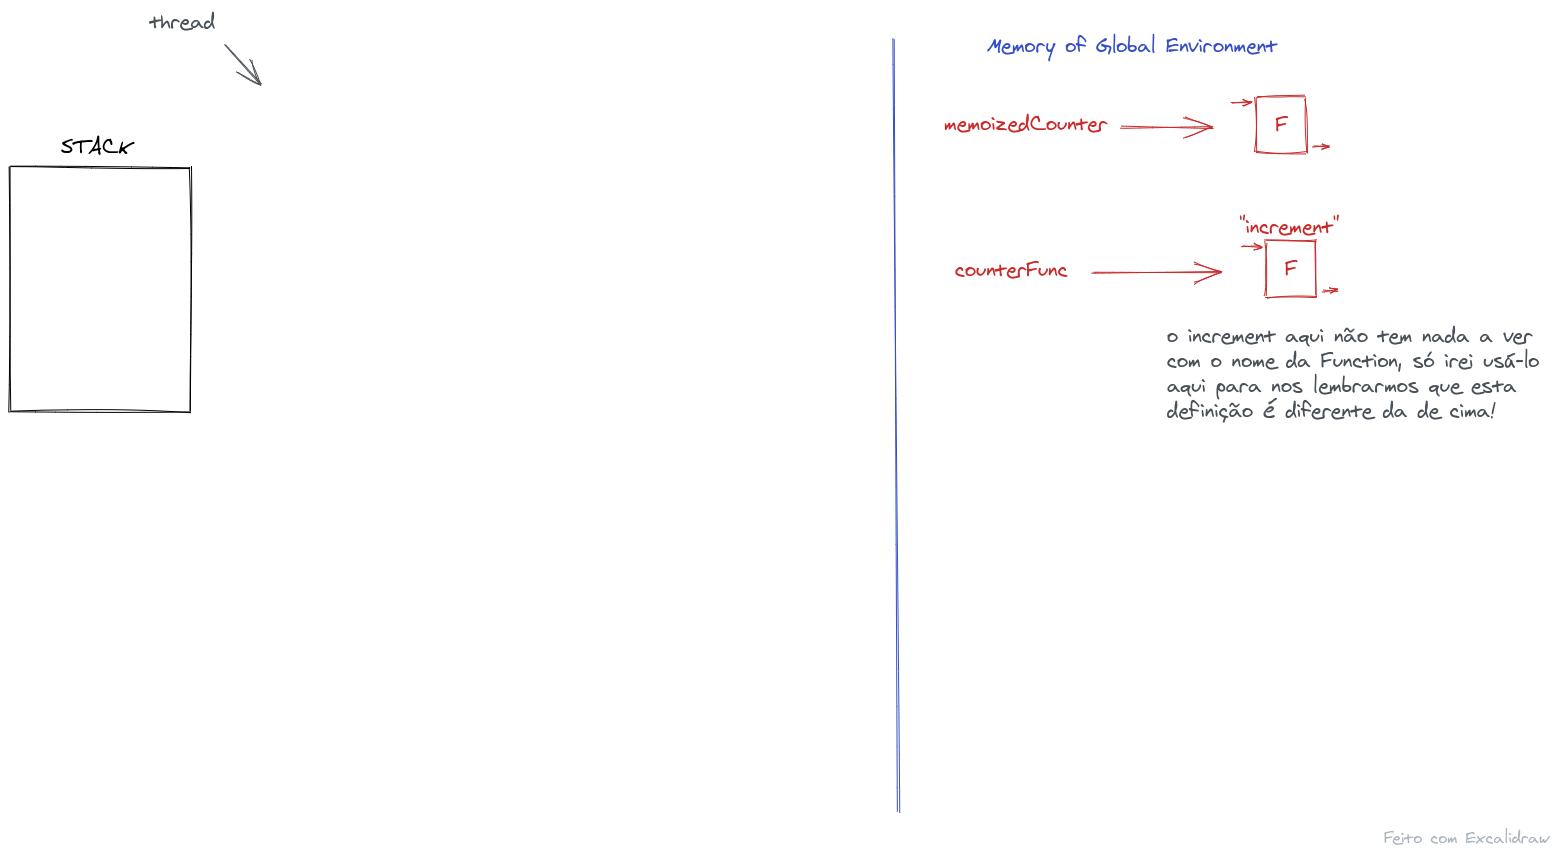 thread
STACK
Memory of Global Environment
memoizedCounter
F
"increment"
counterFunc
F
o increment aqui não tem nada a ver
com o nome da Function, só irei usá-lo
aqui para nos lembrarmos que esta
definição é diferente da de cima!
Feito com Excalidraw